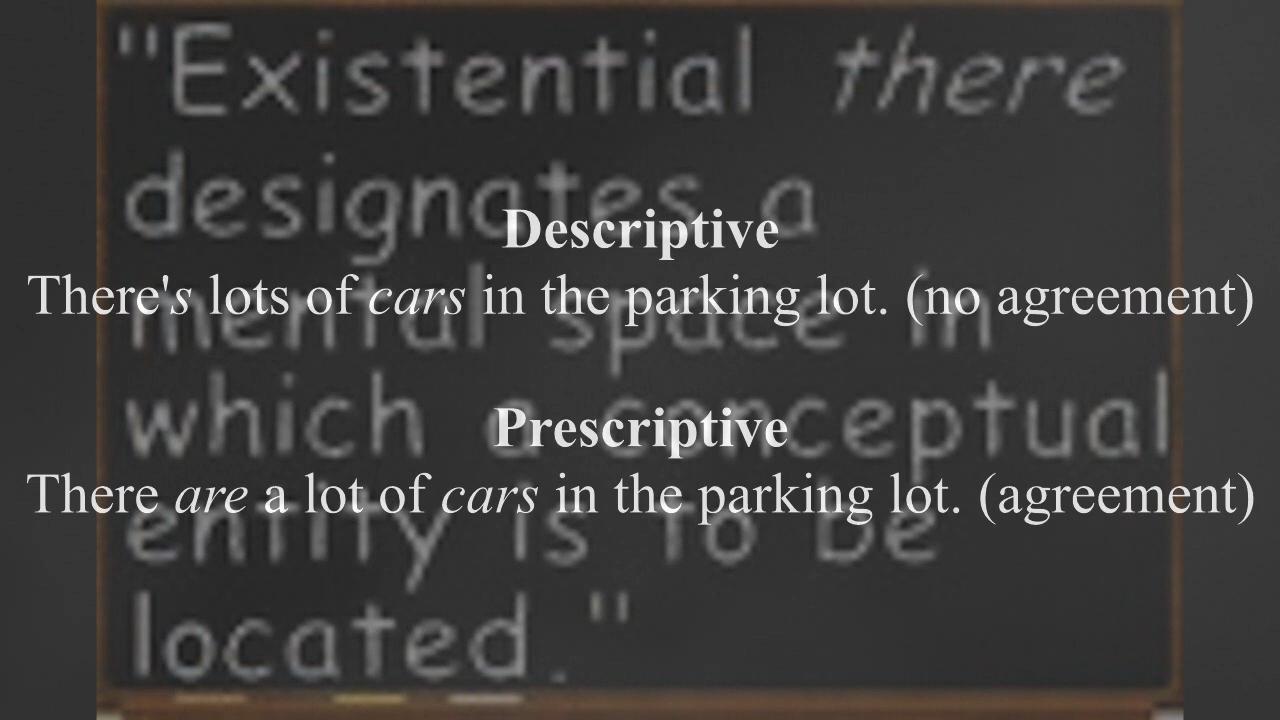 "Existential there
designates a
mental space in
which a conceptual
entity is to be
located."
Descriptive
There's lots of cars in the parking lot. (no agreement)
Prescriptive
There are a lot of cars in the parking lot. (agreement)